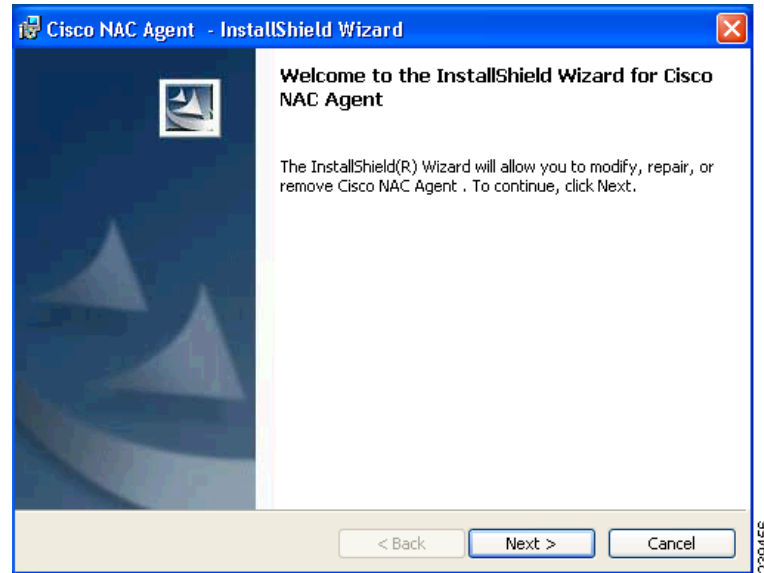 Cisco NAC Agent - InstallShield Wizard
Welcome to the InstallShield Wizard for Cisco
NAC Agent
The InstallShield(R) Wizard will allow you to modify, repair, or
remove Cisco NAC Agent . To continue, click Next.
< Back
Next >
Cancel